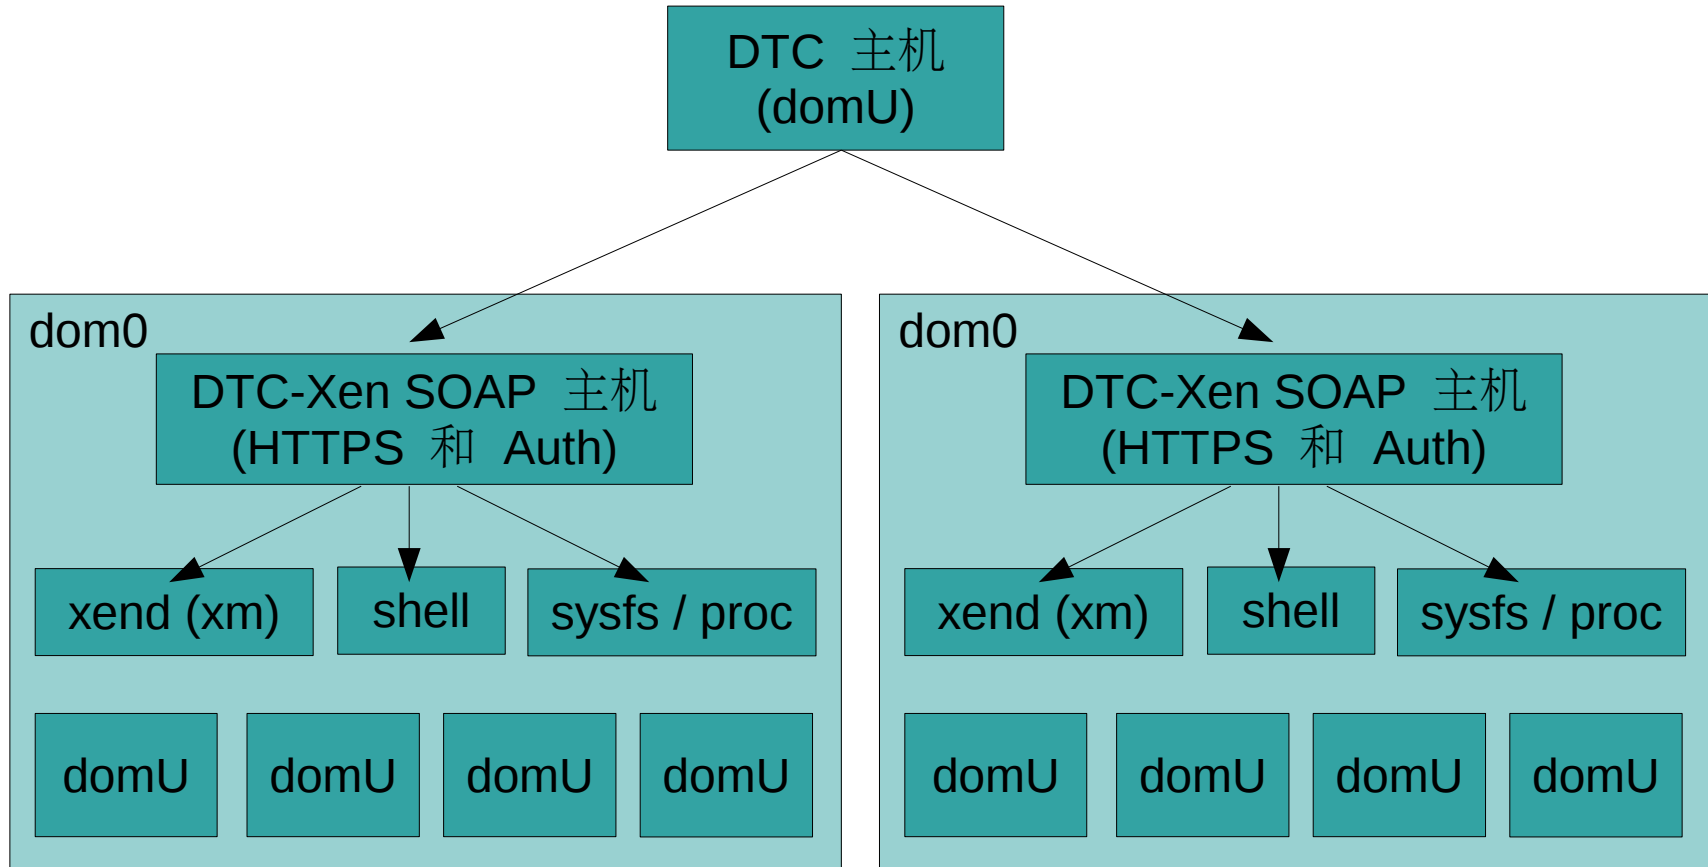 DTC 主机
(domU)
dom0
DTC-Xen SOAP 主机
(HTTPS 和 Auth)
xend (xm)
shell
sysfs / proc
domU
domU
domU
domU
dom0
DTC-Xen SOAP 主机
(HTTPS 和 Auth)
xend (xm)
shell
sysfs / proc
domU
domU
domU
domU